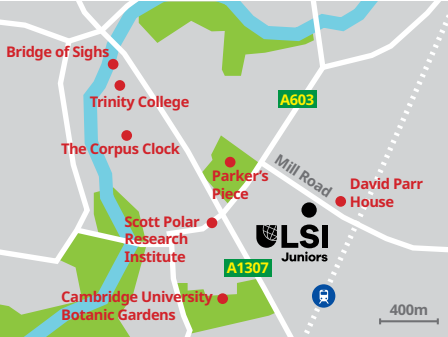 Bridge of Sighs
Trinity College
A603
The Corpus Clock
Parker's
Piece
Mill Road
David Parr
House
Scott Polar
Research
Institute
LSI
Juniors
A1307
Cambridge University
Botanic Gardens
400m